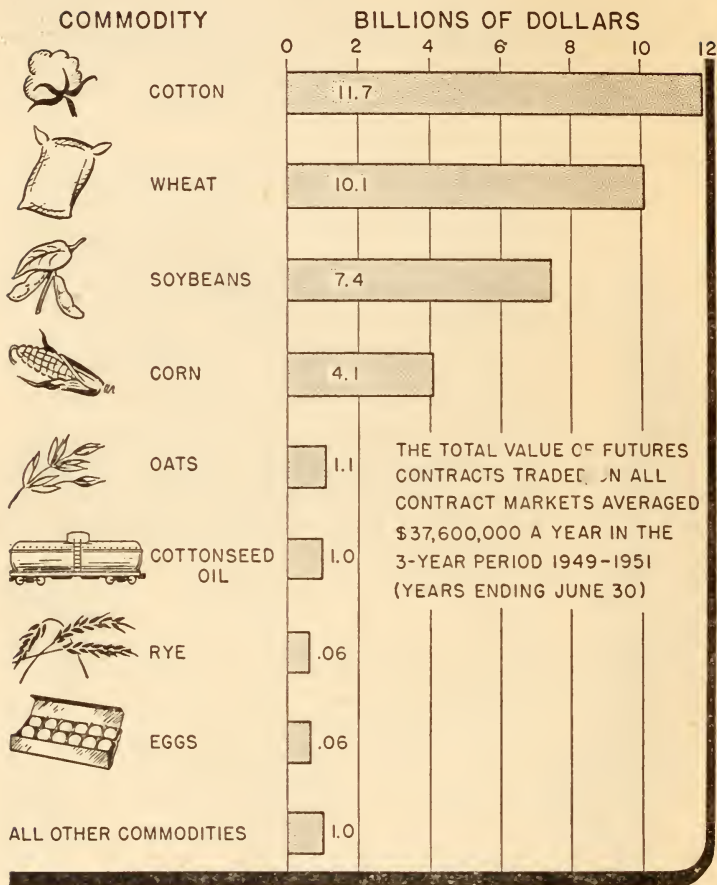 COMMODITY
BILLIONS OF DOLLARS
0 2 4 6 8 10 12
COTTON 11.7
WHEAT 10.1
SOYBEANS 7.4
CORN 4.1
OATS 1.1
COTTONSEED
OIL
1.0
RYE .06
EGGS .06
ALL OTHER COMMODITIES 1.0
THE TOTAL VALUE OF FUTURES
CONTRACTS TRADED ON ALL
CONTRACT MARKETS AVERAGED
$37,600,000 A YEAR IN THE
3-YEAR PERIOD 1949-1951
(YEARS ENDING JUNE 30)